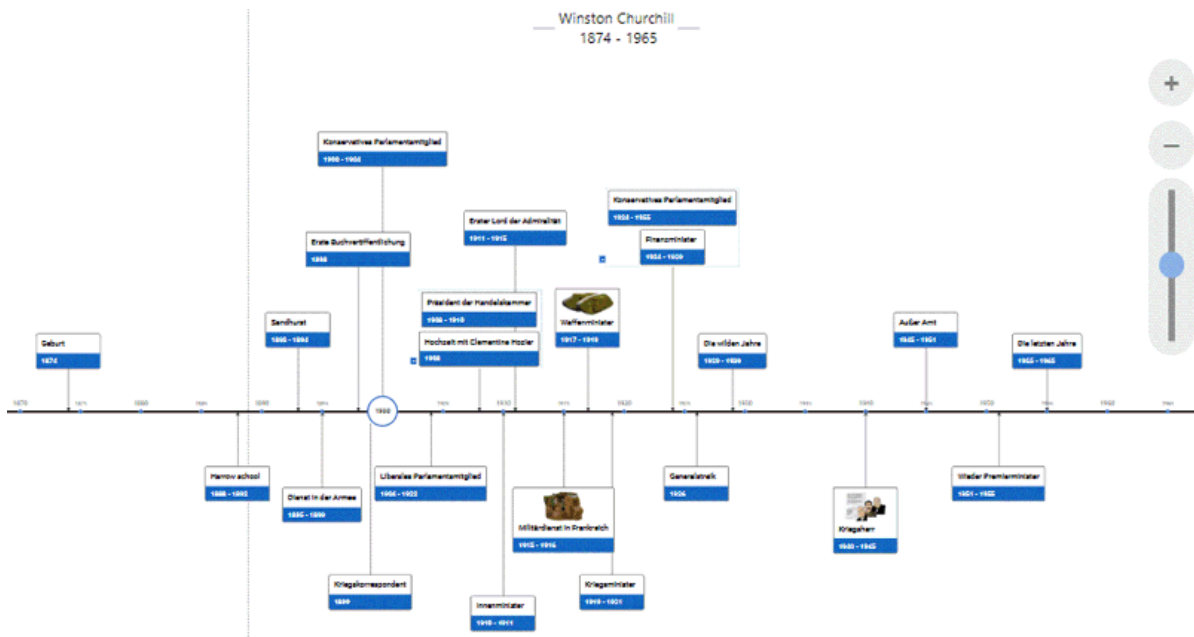 Winston Churchill
1874 - 1965
+
−
Konservatives Parlamentsmitglied
Konservatives Parlamentsmitglied
1924 - 1955
Erster Lord der Admiralität
1911 - 1915
Erste Buchveröffentlichung
1898
Finanzminister
1924 - 1929
Präsident der Handelskammer
1908 - 1910
Waffenminister
1917 - 1919
Sandhurst
1893 - 1894
Hochzeit mit Clementine Hozier
1908
Geburt
1874
Die wilden Jahre
1929 - 1939
Außer Amt
1945 - 1951
Die letzten Jahre
1955 - 1965
1870
1880
1890
1900
1910
1920
1930
1940
1950
1960
Harrow school
1888 - 1892
Dienst in der Armee
1895 - 1899
Liberales Parlamentsmitglied
1904 - 1922
Generalstreik
1926
Wieder Premierminister
1951 - 1955
Militärdienst in Frankreich
1915 - 1916
Kriegsherr
1940 - 1945
Kriegskorrespondent
1899
Kriegsminister
1919 - 1921
Innenminister
1910 - 1911